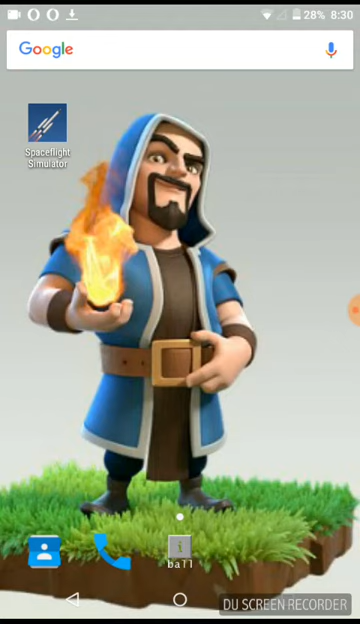 28% 8:30
Google
Spaceflight
Simulator
ball
DU SCREEN RECORDER